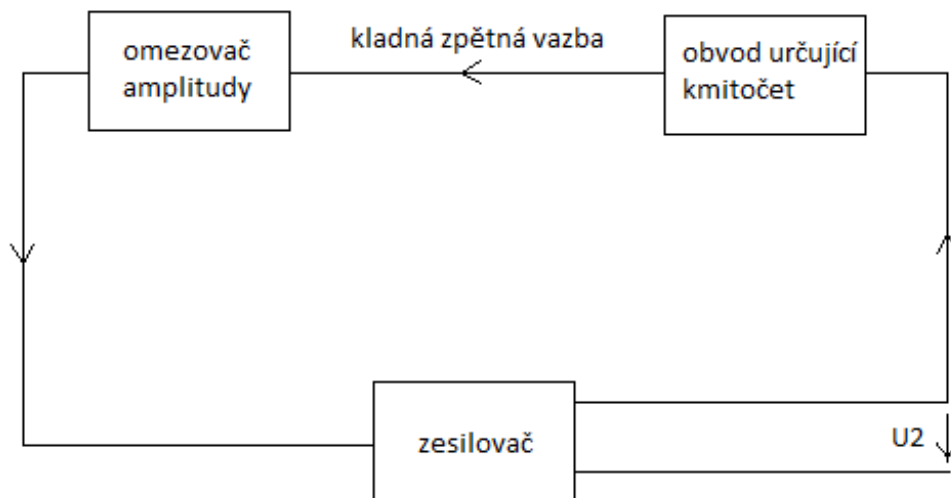 omezovač
amplitudy
kladná zpětná vazba
obvod určující
kmitočet
zesilovač
U2